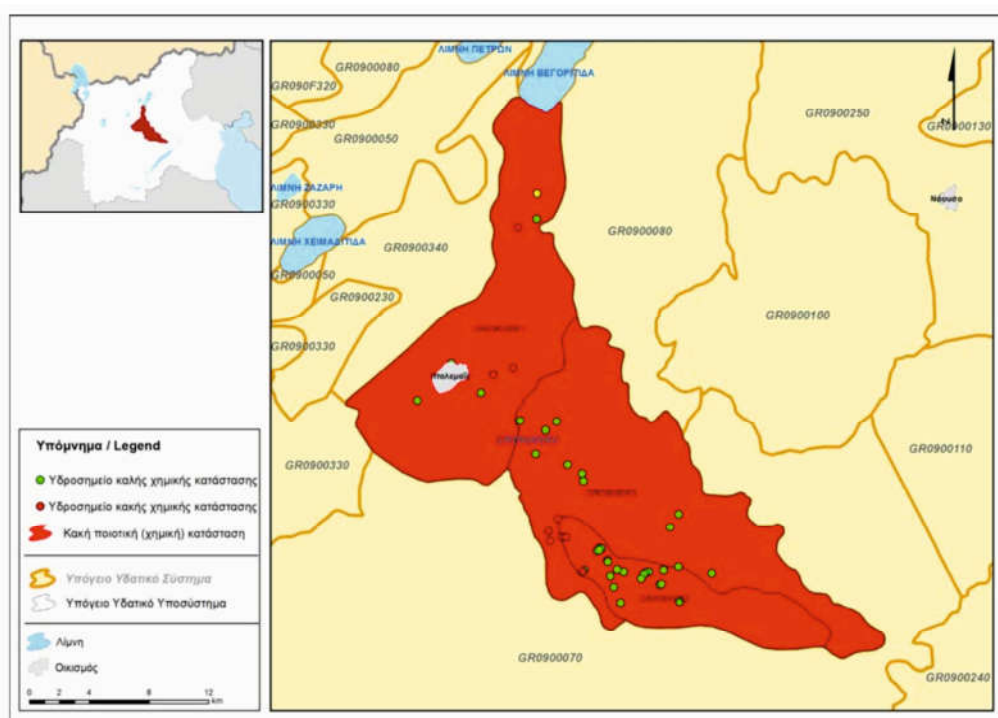 ΛΙΜΝΗ ΠΕΤΡΩΝ
ΛΙΜΝΗ ΒΕΓΟΡΙΤΙΔΑ
GR0900080
GR090F320
GR0900330
GR0900050
GR0900250
GR0900130
ΛΙΜΝΗ ΖΑΖΑΡΗ
GR0900330
Νάουσα
ΛΙΜΝΗ ΧΕΙΜΑΔΙΤΙΔΑ
GR0900340
GR0900080
GR0900050
GR0900230
GR0900100
GR0900330
Πτολεμαΐς
GR0900110
GR0900330
GR0900070
GR0900240
Υπόμνημα / Legend
Υδροσημείο καλής χημικής κατάστασης
Υδροσημείο κακής χημικής κατάστασης
Κακή ποιοτική (χημική) κατάσταση
Υπόγειο Υδατικό Σύστημα
Υπόγειο Υδατικό Υποσύστημα
Λίμνη
Οικισμός
0 2 4 8 12
km